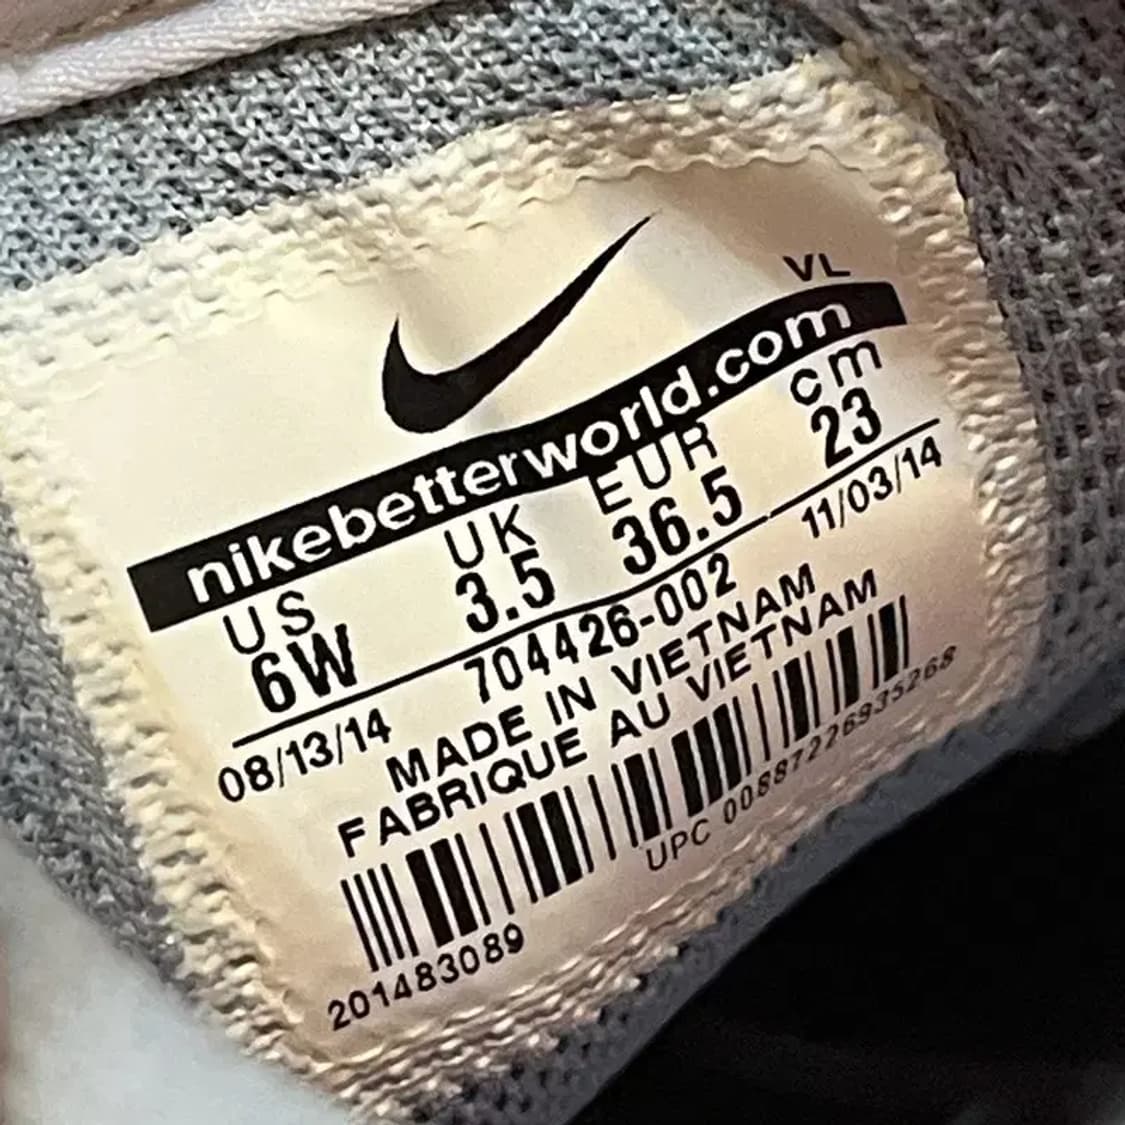 VL
nikebetterworld.com
US UK EUR cm
6W 3.5 36.5 23
08/13/14 704426-002 11/03/14
MADE IN VIETNAM
FABRIQUE AU VIETNAM
UPC 00887226935268
201483089